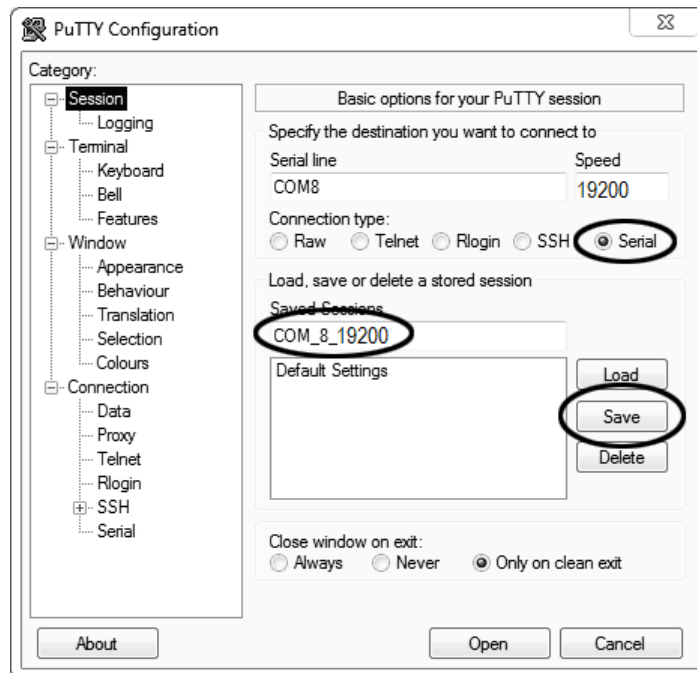 PuTTY Configuration
Category:
Session
Logging
Terminal
Keyboard
Bell
Features
Window
Appearance
Behaviour
Translation
Selection
Colours
Connection
Data
Proxy
Telnet
Rlogin
SSH
Serial
Basic options for your PuTTY session
Specify the destination you want to connect to
Serial line Speed
COM8 19200
Connection type:
Raw Telnet Rlogin SSH Serial
Load, save or delete a stored session
Saved Sessions
COM_8_19200
Default Settings
Load
Save
Delete
Close window on exit:
Always Never Only on clean exit
About Open Cancel